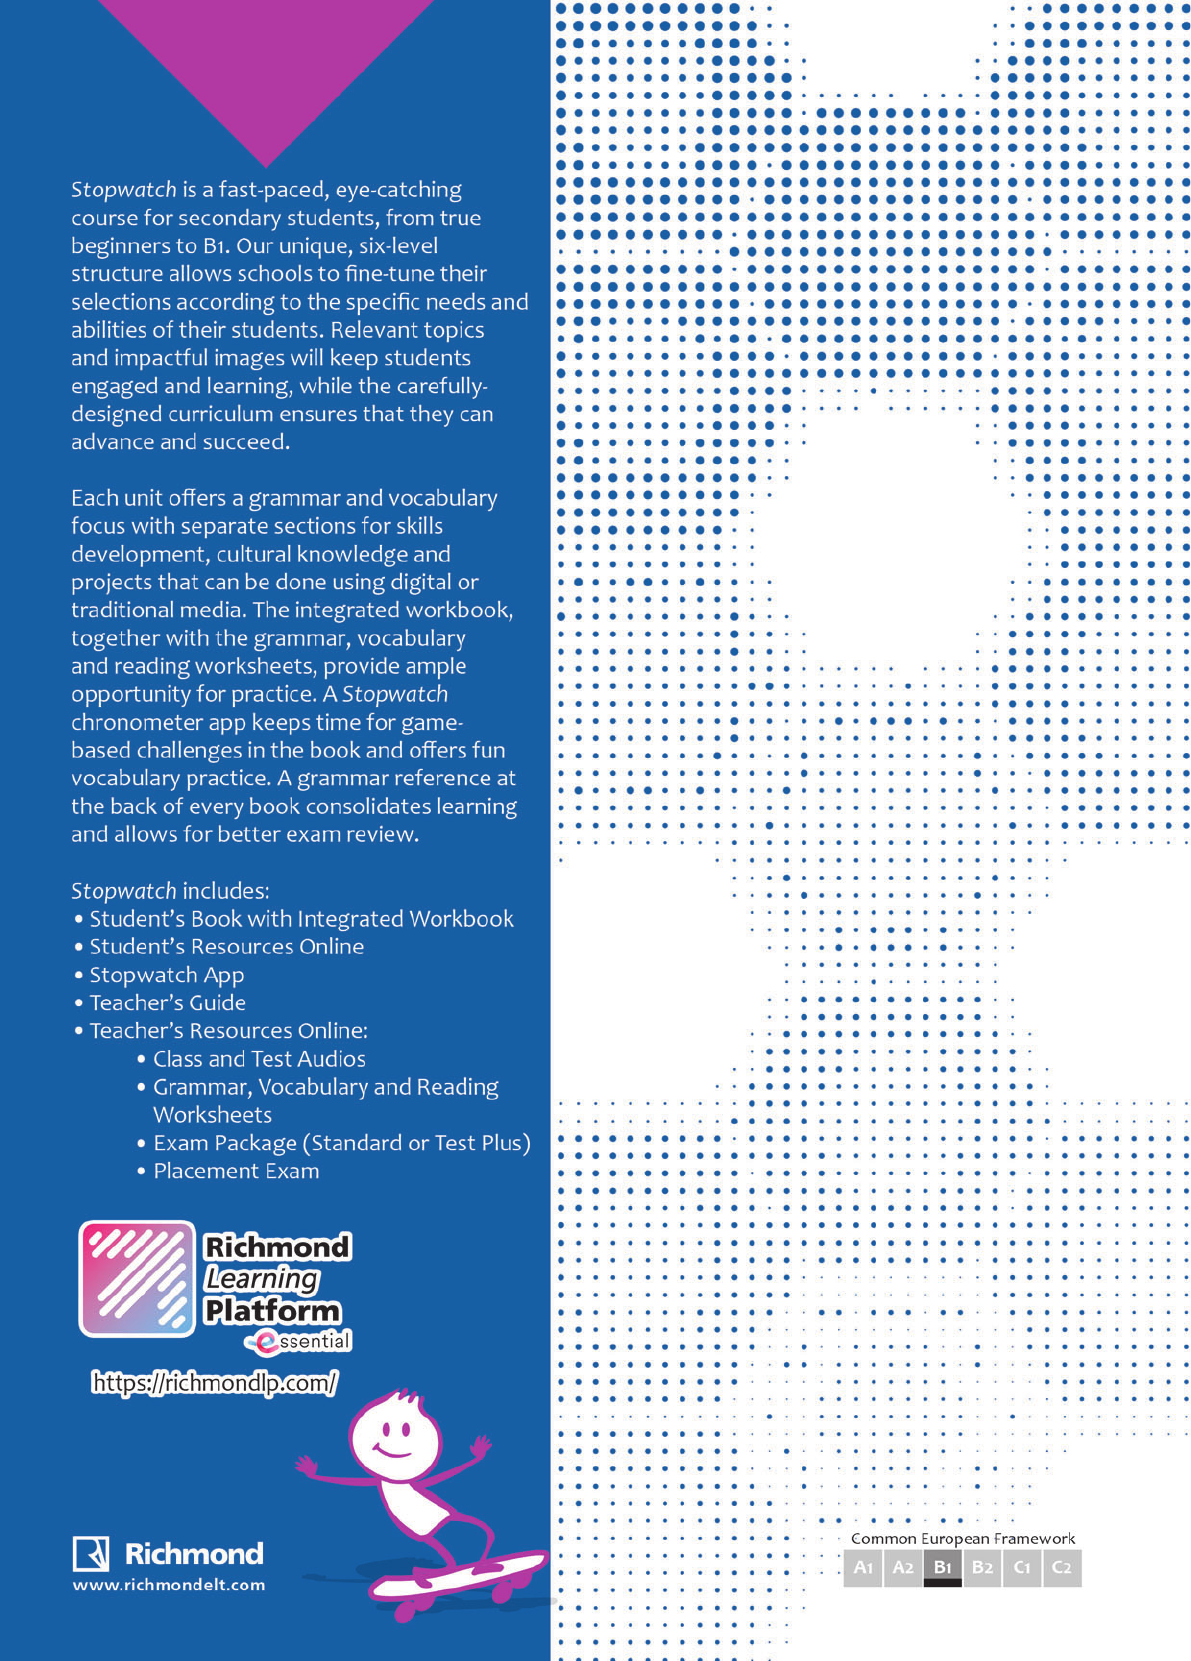 Stopwatch is a fast-paced, eye-catching
course for secondary students, from true
beginners to B1. Our unique, six-level
structure allows schools to fine-tune their
selections according to the specific needs and
abilities of their students. Relevant topics
and impactful images will keep students
engaged and learning, while the carefully-
designed curriculum ensures that they can
advance and succeed.
Each unit offers a grammar and vocabulary
focus with separate sections for skills
development, cultural knowledge and
projects that can be done using digital or
traditional media. The integrated workbook,
together with the grammar, vocabulary
and reading worksheets, provide ample
opportunity for practice. A Stopwatch
chronometer app keeps time for game-
based challenges in the book and offers fun
vocabulary practice. A grammar reference at
the back of every book consolidates learning
and allows for better exam review.
Stopwatch includes:
• Student’s Book with Integrated Workbook
• Student’s Resources Online
• Stopwatch App
• Teacher’s Guide
• Teacher’s Resources Online:
• Class and Test Audios
• Grammar, Vocabulary and Reading
Worksheets
• Exam Package (Standard or Test Plus)
• Placement Exam
Richmond
Learning
Platform
essential
https://richmondlp.com/
Richmond
www.richmondelt.com
Common European Framework
A1 A2 B1 B2 C1 C2